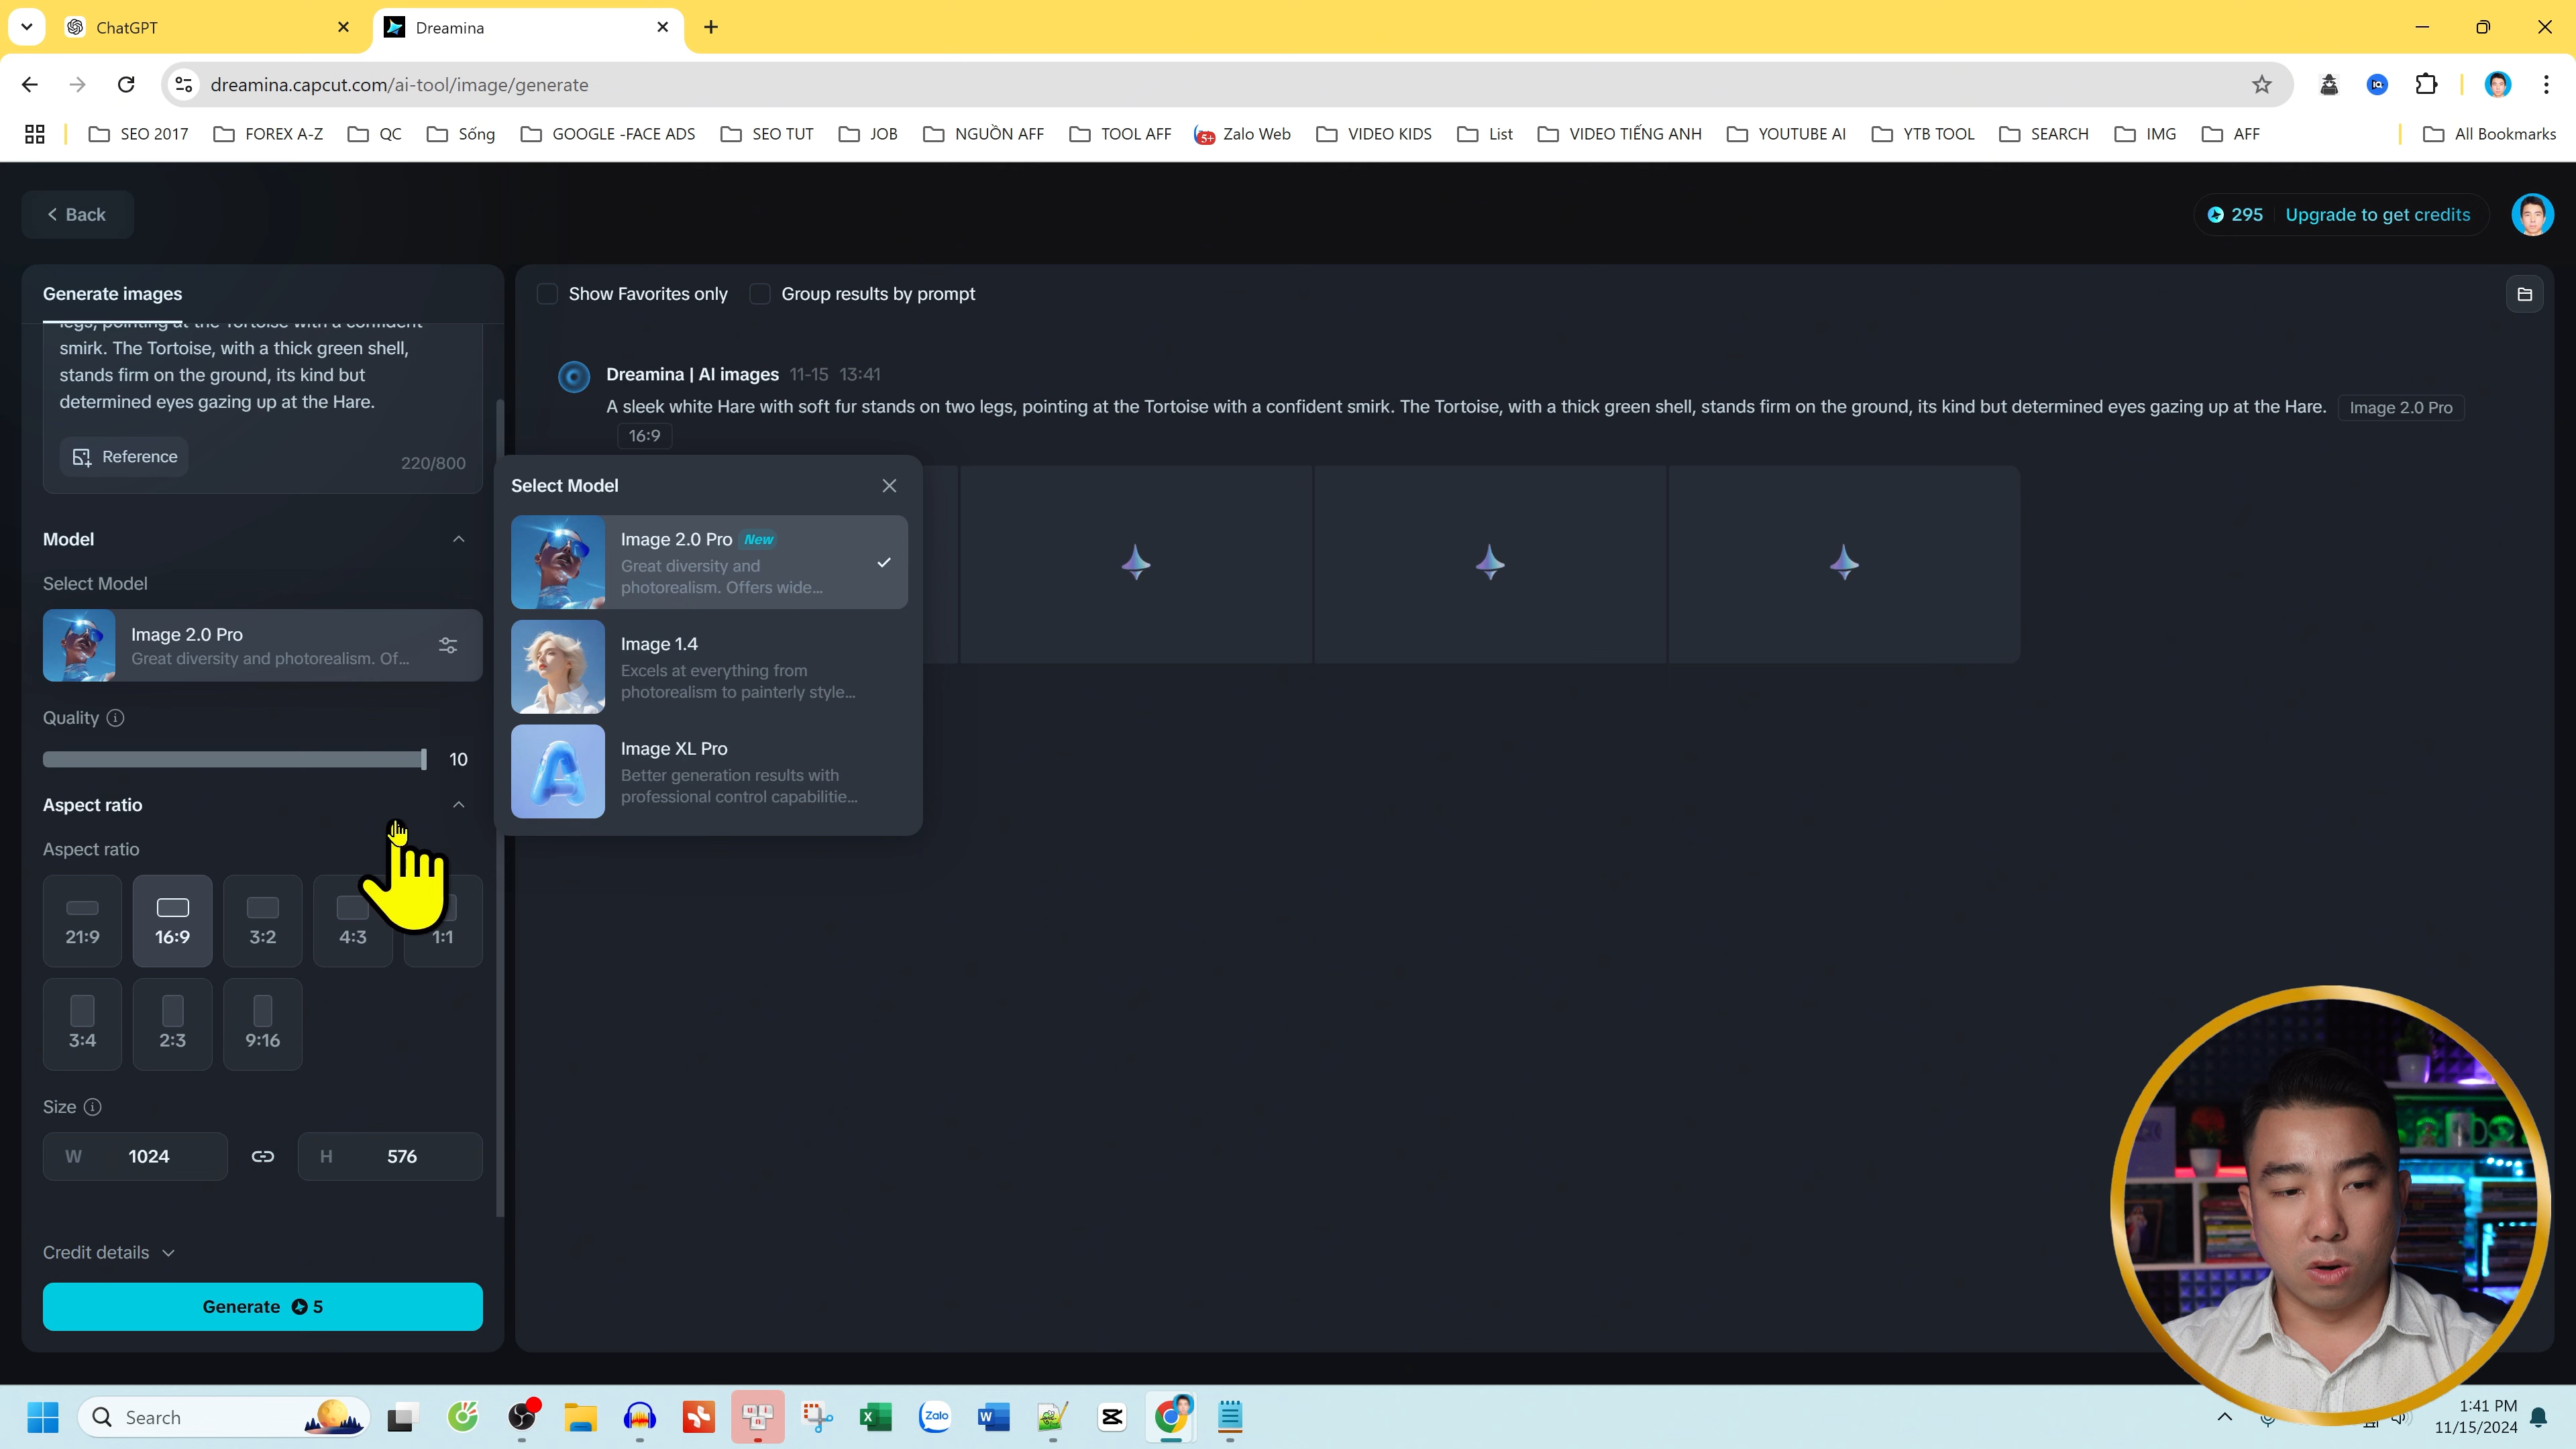 ChatGPT
Dreamina
dreamina.capcut.com/ai-tool/image/generate
SEO 2017
FOREX A-Z
QC
Sống
GOOGLE -FACE ADS
SEO TUT
JOB
NGUỒN AFF
TOOL AFF
5+
Zalo Web
VIDEO KIDS
List
VIDEO TIẾNG ANH
YOUTUBE AI
YTB TOOL
SEARCH
IMG
AFF
All Bookmarks
Back
295
Upgrade to get credits
Generate images
Show Favorites only
Group results by prompt
legs, pointing at the Tortoise with a confident
smirk. The Tortoise, with a thick green shell,
stands firm on the ground, its kind but
determined eyes gazing up at the Hare.
Reference
220/800
Dreamina | AI images 11-15 13:41
A sleek white Hare with soft fur stands on two legs, pointing at the Tortoise with a confident smirk. The Tortoise, with a thick green shell, stands firm on the ground, its kind but determined eyes gazing up at the Hare. Image 2.0 Pro
16:9
Model
Select Model
Image 2.0 Pro
Great diversity and photorealism. Of...
Quality
10
Select Model
Image 2.0 Pro New
Great diversity and
photorealism. Offers wide...
Image 1.4
Excels at everything from
photorealism to painterly style...
Image XL Pro
Better generation results with
professional control capabilitie...
Aspect ratio
Aspect ratio
21:9
16:9
3:2
4:3
1:1
3:4
2:3
9:16
Size
W 1024
H 576
Credit details
Generate 5
Search
Zalo
1:41 PM
11/15/2024